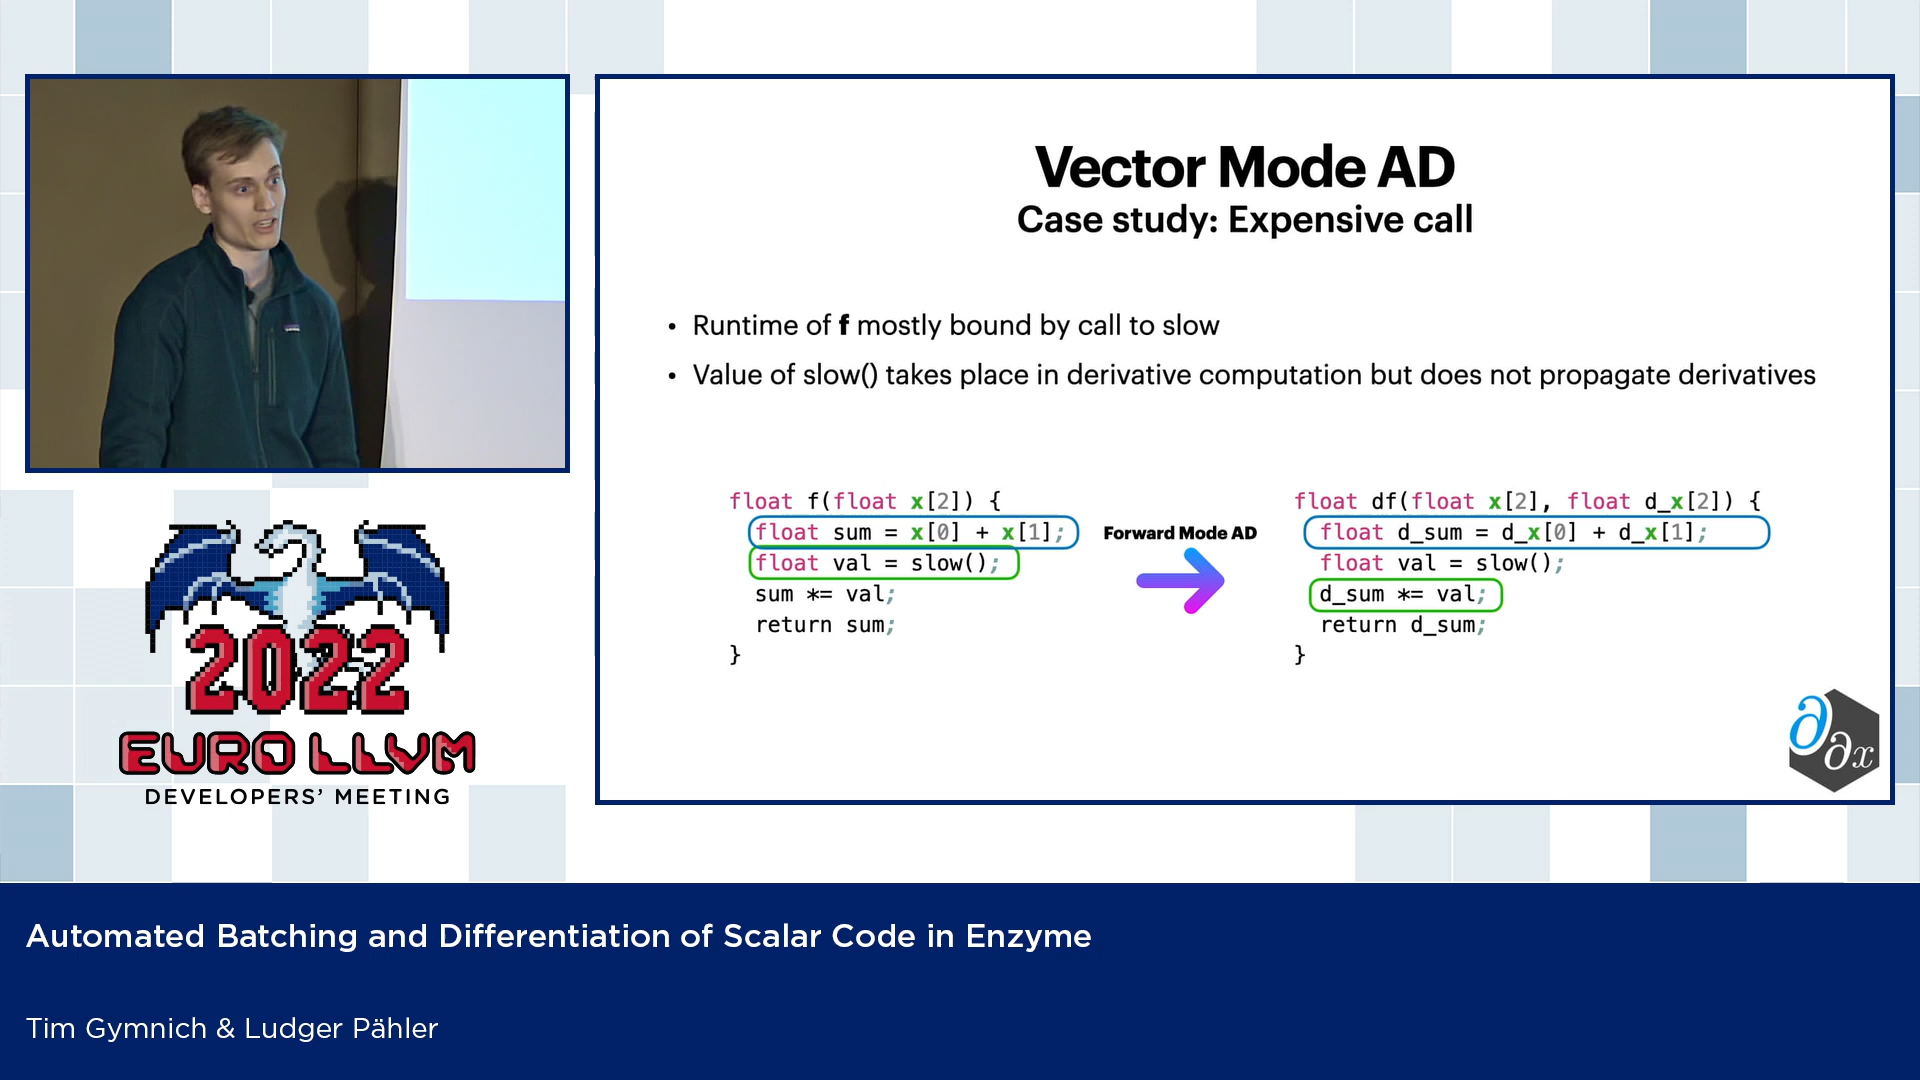 Vector Mode AD
Case study: Expensive call
• Runtime of f mostly bound by call to slow
• Value of slow() takes place in derivative computation but does not propagate derivatives
float f(float x[2]) {
float sum = x[0] + x[1];
float val = slow();
sum *= val;
return sum;
}
Forward Mode AD
float df(float x[2], float d_x[2]) {
float d_sum = d_x[0] + d_x[1];
float val = slow();
d_sum *= val;
return d_sum;
}
∂
∂x
2022
EURO LLVM
DEVELOPERS’ MEETING
Automated Batching and Differentiation of Scalar Code in Enzyme
Tim Gymnich & Ludger Pähler